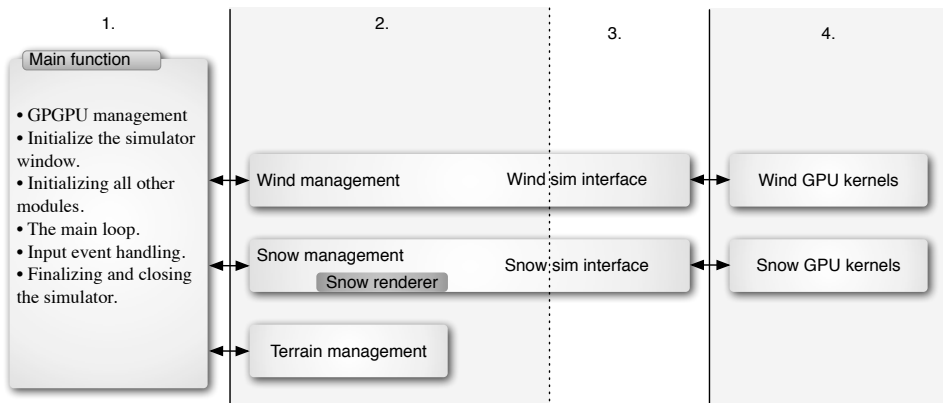 1.
2.
3.
4.
Main function
• GPGPU management
• Initialize the simulator
window.
• Initializing all other
modules.
• The main loop.
• Input event handling.
• Finalizing and closing
the simulator.
Wind management
Wind sim interface
Wind GPU kernels
Snow management
Snow renderer
Snow sim interface
Snow GPU kernels
Terrain management